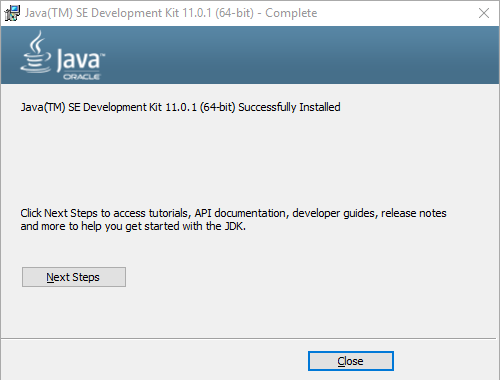 Java(TM) SE Development Kit 11.0.1 (64-bit) - Complete
Java™
ORACLE
Java(TM) SE Development Kit 11.0.1 (64-bit) Successfully Installed
Click Next Steps to access tutorials, API documentation, developer guides, release notes
and more to help you get started with the JDK.
Next Steps
Close